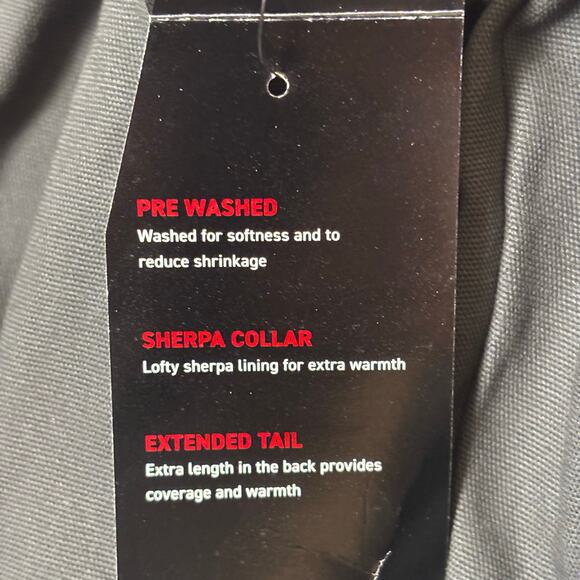 PRE WASHED
Washed for softness and to
reduce shrinkage
SHERPA COLLAR
Lofty sherpa lining for extra warmth
EXTENDED TAIL
Extra length in the back provides
coverage and warmth